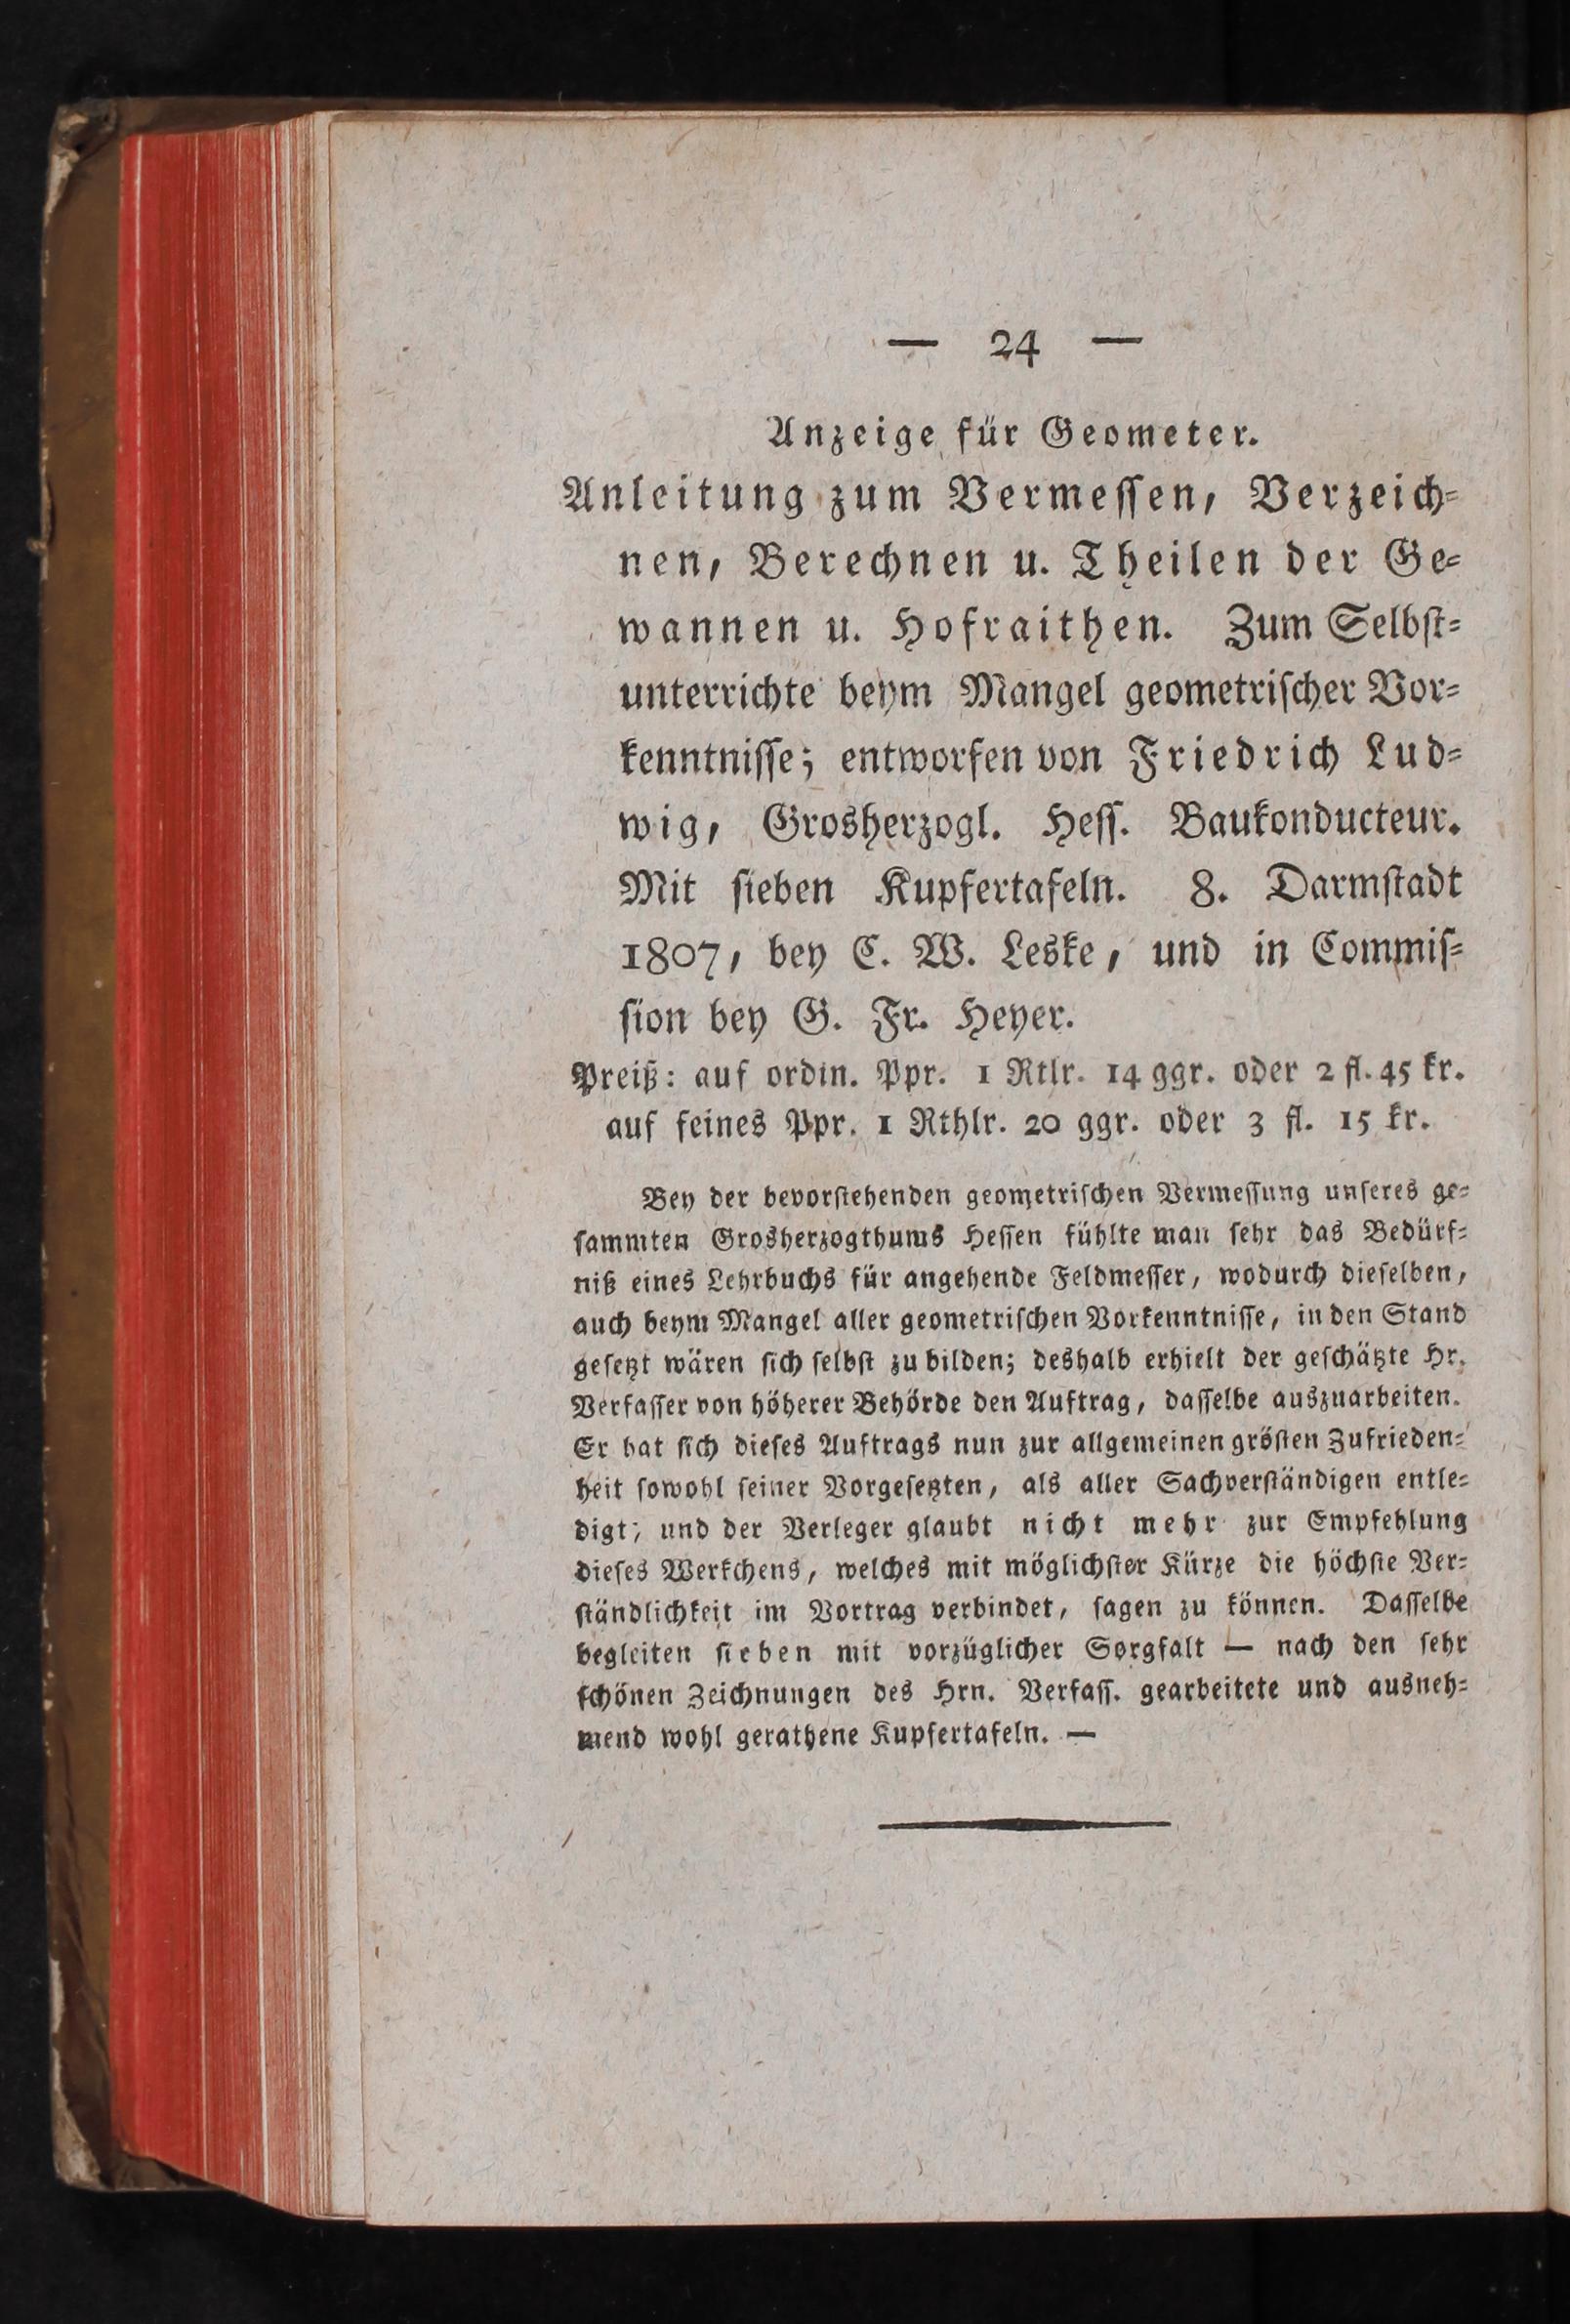 — 24 —
Anzeige für Geometer.
Anleitung zum Vermeſſen, Verzeich⸗
nen, Berechnen u. Theilen der Ge⸗
wannen u. Hofraithen. Zum Selbſt⸗
unterrichte beym Mangel geometriſcher Vor⸗
kenntniſſe; entworfen von Friedrich Lud⸗
wig, Grosherzogl. Heſſ. Baukonducteur.
Mit ſieben Kupfertafeln. 8. Darmſtadt
1807, bey C. W. Leske, und in Commiſ⸗
ſion bey G. Fr. Heyer.
Preiß: auf ordin. Ppr. 1 Rtlr. 14 ggr. oder 2 fl. 45 kr.
auf feines Ppr. 1 Rthlr. 20 ggr. oder 3 fl. 15 kr.
Bey der bevorſtehenden geometriſchen Vermeſſung unſeres ge⸗
ſammten Grosherzogthums Heſſen fühlte man ſehr das Bedürf⸗
niß eines Lehrbuchs für angehende Feldmeſſer, wodurch dieſelben,
auch beym Mangel aller geometriſchen Vorkenntniſſe, in den Stand
geſetzt wären ſich ſelbſt zu bilden; deshalb erhielt der geſchätzte Hr.
Verfaſſer von höherer Behörde den Auftrag, daſſelbe auszuarbeiten.
Er hat ſich dieſes Auftrags nun zur allgemeinen gröſten Zufrieden⸗
heit ſowohl ſeiner Vorgeſetzten, als aller Sachverſtändigen entle⸗
digt; und der Verleger glaubt nicht mehr zur Empfehlung
dieſes Werkchens, welches mit möglichſter Kürze die höchſte Ver⸗
ſtändlichkeit im Vortrag verbindet, ſagen zu können. Daſſelbe
begleiten ſieben mit vorzüglicher Sorgfalt — nach den ſehr
ſchönen Zeichnungen des Hrn. Verfaſſ. gearbeitete und ausneh⸗
mend wohl gerathene Kupfertafeln. —